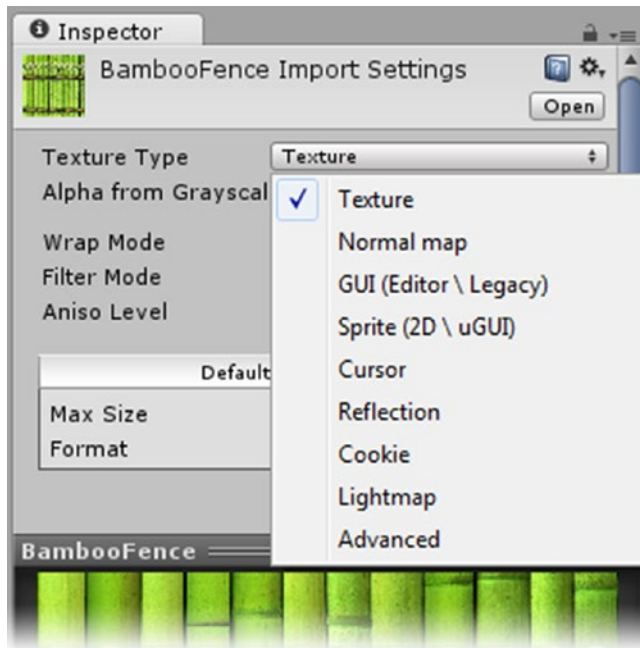 Inspector
BambooFence Import Settings
Open
Texture Type
Texture
Alpha from Grayscal
Texture
Normal map
Wrap Mode
Filter Mode
GUI (Editor \ Legacy)
Aniso Level
Sprite (2D \ uGUI)
Default
Cursor
Max Size
Reflection
Format
Cookie
Lightmap
Advanced
BambooFence